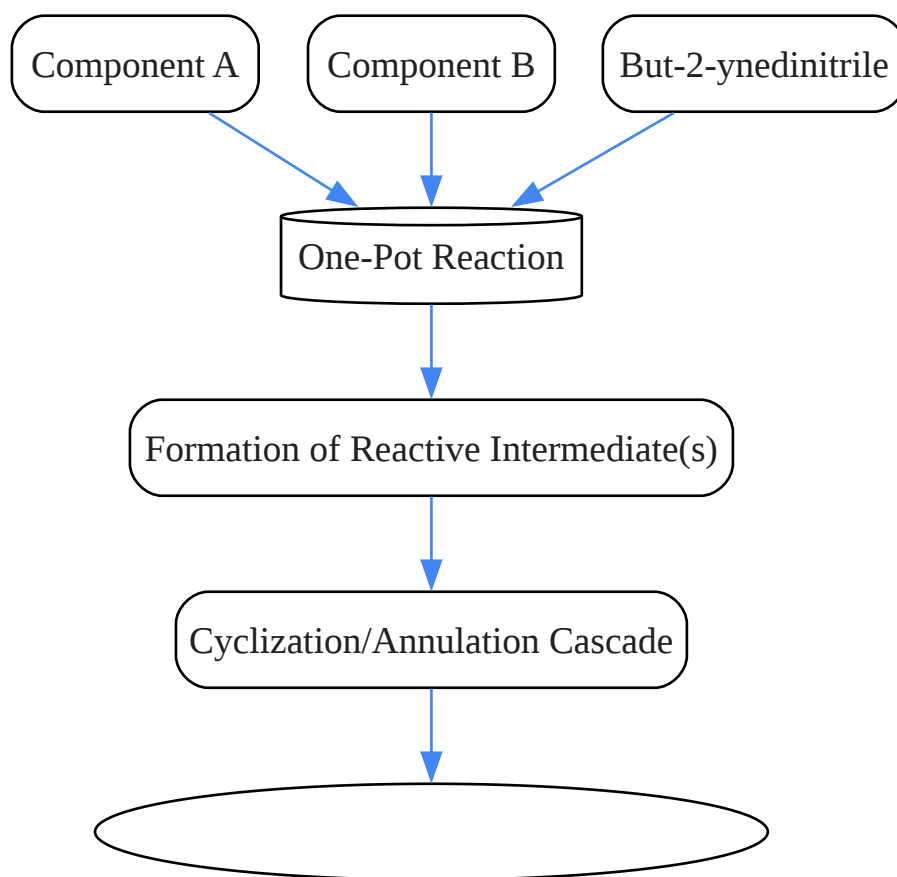 Component A
Component B
But-2-ynedinitrile
One-Pot Reaction
Formation of Reactive Intermediate(s)
Cyclization/Annulation Cascade